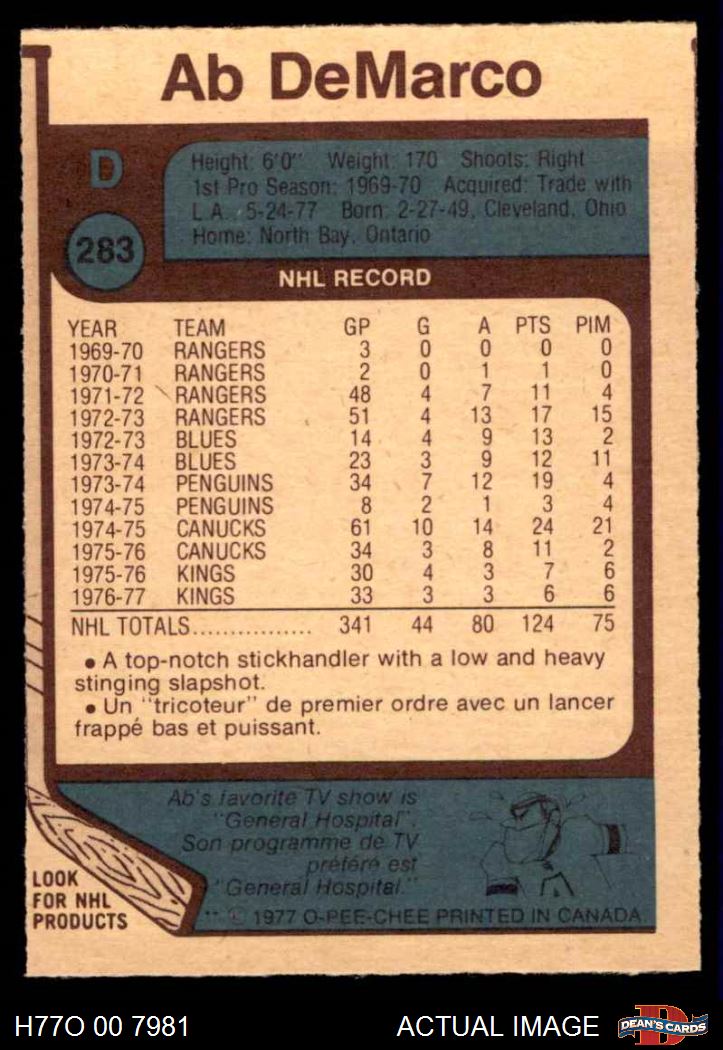 Ab DeMarco
D
283
Height: 6'0" Weight: 170 Shoots: Right
1st Pro Season: 1969-70 Acquired: Trade with
L.A. 5-24-77 Born: 2-27-49, Cleveland, Ohio
Home: North Bay, Ontario
NHL RECORD
YEAR TEAM GP G A PTS PIM
1969-70 RANGERS 3 0 0 0 0
1970-71 RANGERS 2 0 1 1 0
1971-72 RANGERS 48 4 7 11 4
1972-73 RANGERS 51 4 13 17 15
1972-73 BLUES 14 4 9 13 2
1973-74 BLUES 23 3 9 12 11
1973-74 PENGUINS 34 7 12 19 4
1974-75 PENGUINS 8 2 1 3 4
1974-75 CANUCKS 61 10 14 24 21
1975-76 CANUCKS 34 3 8 11 2
1975-76 KINGS 30 4 3 7 6
1976-77 KINGS 33 3 3 6 6
NHL TOTALS................ 341 44 80 124 75
• A top-notch stickhandler with a low and heavy
stinging slapshot.
• Un "tricoteur" de premier ordre avec un lancer
frappé bas et puissant.
Ab's favorite TV show is
"General Hospital".
Son programme de TV
préféré est
"General Hospital."
LOOK
FOR NHL
PRODUCTS
** © 1977 O-PEE-CHEE PRINTED IN CANADA
H77O 00 7981 ACTUAL IMAGE
DEAN'S CARDS